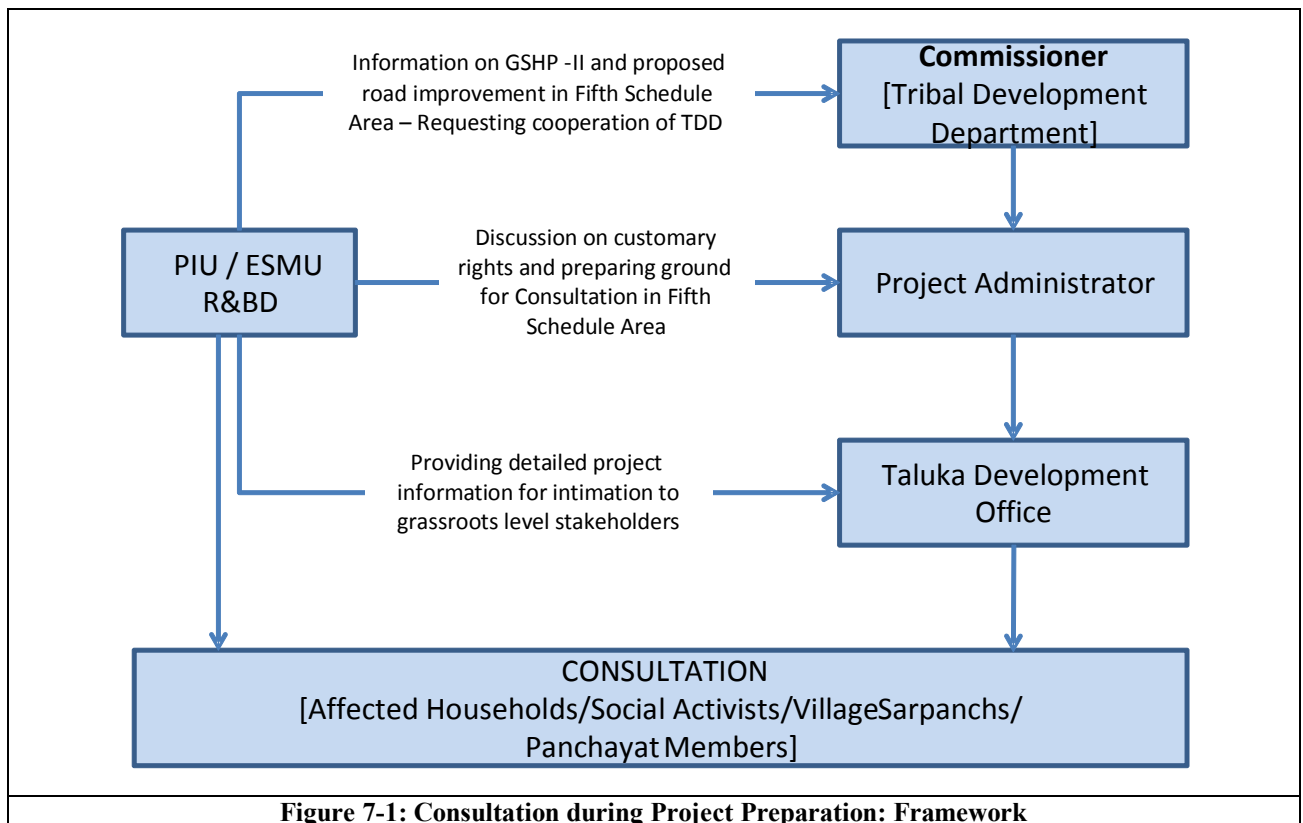 Information on GSHP -II and proposed
road improvement in Fifth Schedule
Area – Requesting cooperation of TDD
Commissioner
[Tribal Development
Department]
PIU / ESMU
R&BD
Discussion on customary
rights and preparing ground
for Consultation in Fifth
Schedule Area
Project Administrator
Providing detailed project
information for intimation to
grassroots level stakeholders
Taluka Development
Office
CONSULTATION
[Affected Households/Social Activists/VillageSarpanchs/
Panchayat Members]
Figure 7-1: Consultation during Project Preparation: Framework